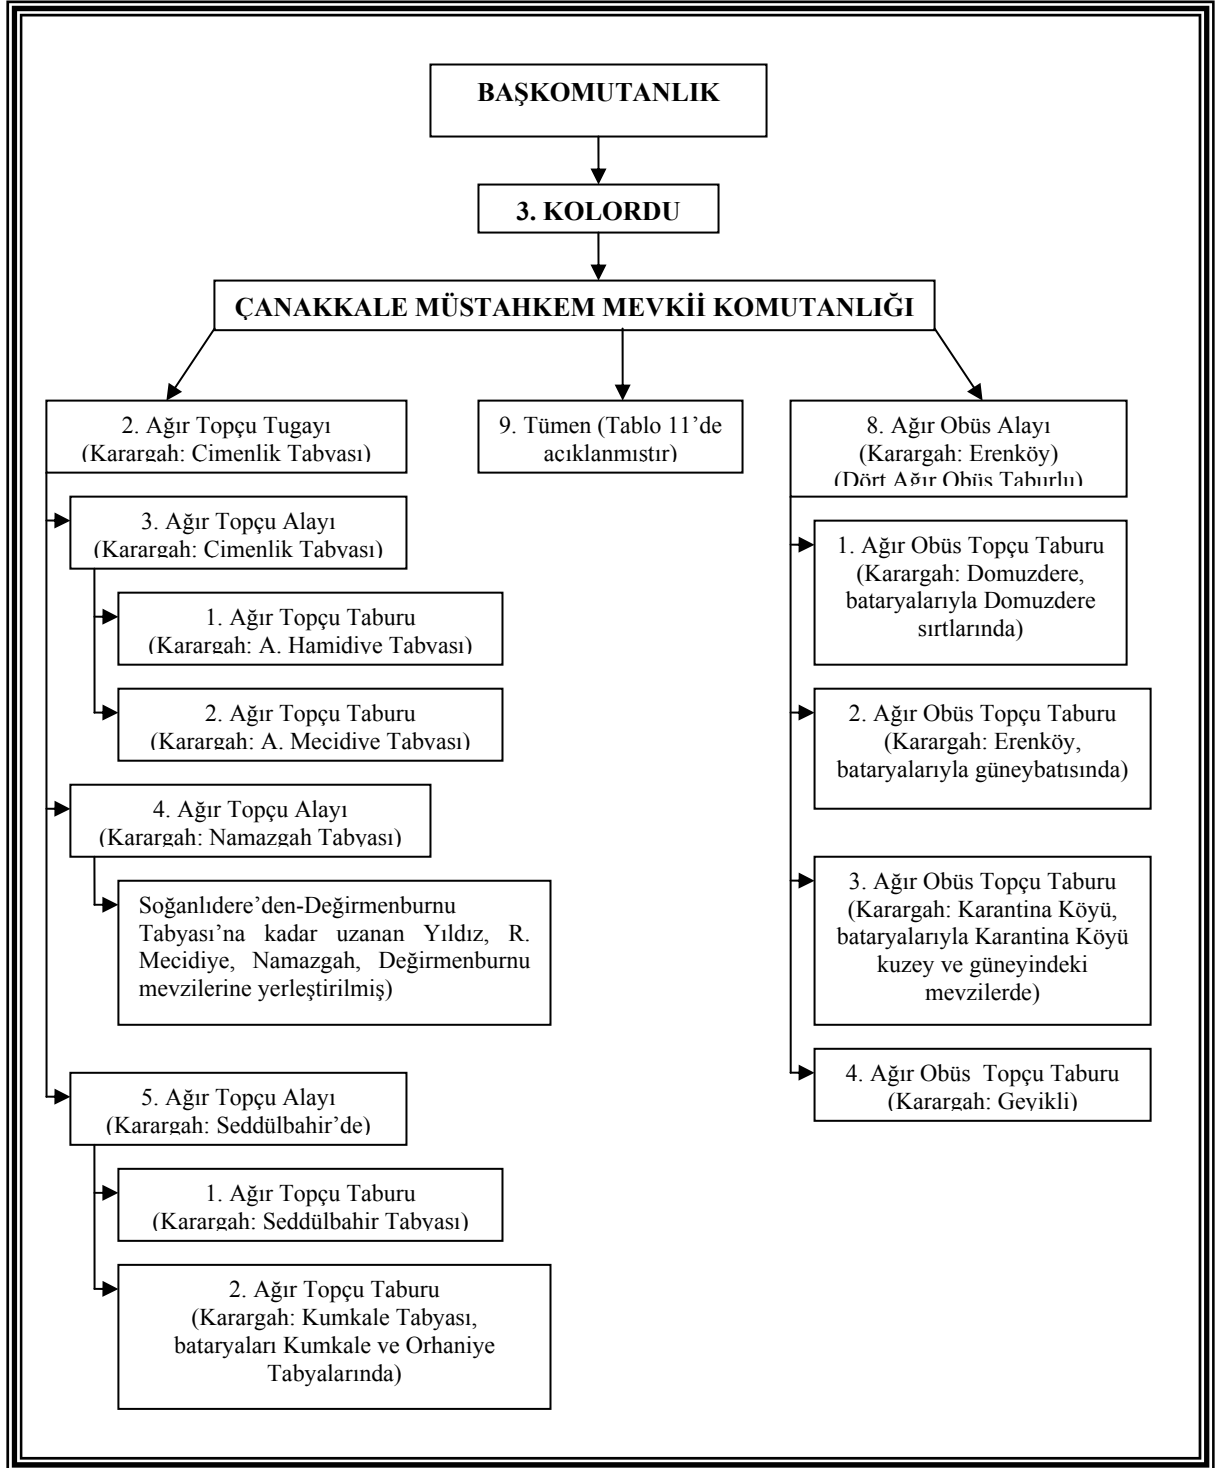 BAŞKOMUTANLIK
3. KOLORDU
ÇANAKKALE MÜSTAHKEM MEVKİİ KOMUTANLIĞI
2. Ağır Topçu Tugayı
(Karargah: Çimenlik Tabyası)
3. Ağır Topçu Alayı
(Karargah: Çimenlik Tabyası)
1. Ağır Topçu Taburu
(Karargah: A. Hamidiye Tabyası)
2. Ağır Topçu Taburu
(Karargah: A. Mecidiye Tabyası)
4. Ağır Topçu Alayı
(Karargah: Namazgah Tabyası)
Soğanlıdere’den-Değirmenburnu
Tabyası’na kadar uzanan Yıldız, R.
Mecidiye, Namazgah, Değirmenburnu
mevzilerine yerleştirilmiş)
5. Ağır Topçu Alayı
(Karargah: Seddülbahir’de)
1. Ağır Topçu Taburu
(Karargah: Seddülbahir Tabyası)
2. Ağır Topçu Taburu
(Karargah: Kumkale Tabyası,
bataryaları Kumkale ve Orhaniye
Tabyalarında)
9. Tümen (Tablo 11’de
açıklanmıştır)
8. Ağır Obüs Alayı
(Karargah: Erenköy)
(Dört Ağır Obüs Taburlu)
1. Ağır Obüs Topçu Taburu
(Karargah: Domuzdere,
bataryalarıyla Domuzdere
sırtlarında)
2. Ağır Obüs Topçu Taburu
(Karargah: Erenköy,
bataryalarıyla güneybatısında)
3. Ağır Obüs Topçu Taburu
(Karargah: Karantina Köyü,
bataryalarıyla Karantina Köyü
kuzey ve güneyindeki
mevzilerde)
4. Ağır Obüs Topçu Taburu
(Karargah: Geyikli)